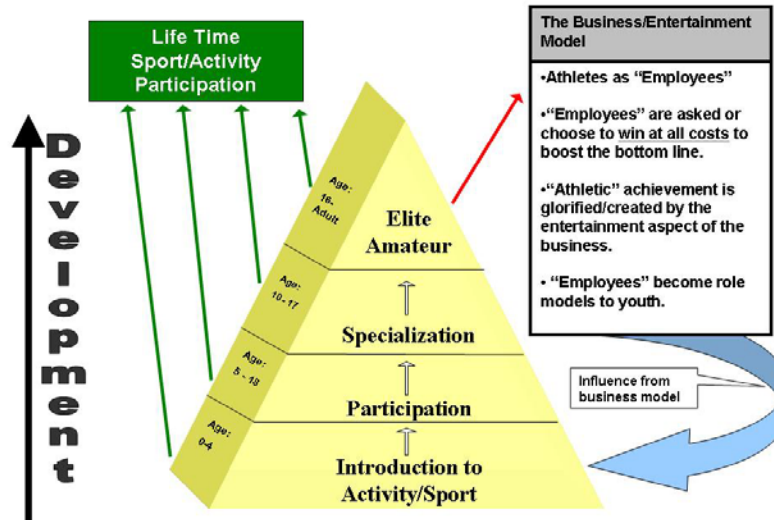 Life Time
Sport/Activity
Participation
The Business/Entertainment
Model
•Athletes as “Employees”
•“Employees” are asked or
choose to win at all costs to
boost the bottom line.
•“Athletic” achievement is
glorified/created by the
entertainment aspect of the
business.
• “Employees” become role
models to youth.
Development
Age:
16-
Adult
Elite
Amateur
Age:
10 - 17
Specialization
Age:
5 - 18
Participation
Age:
0-4
Introduction to
Activity/Sport
Influence from
business model